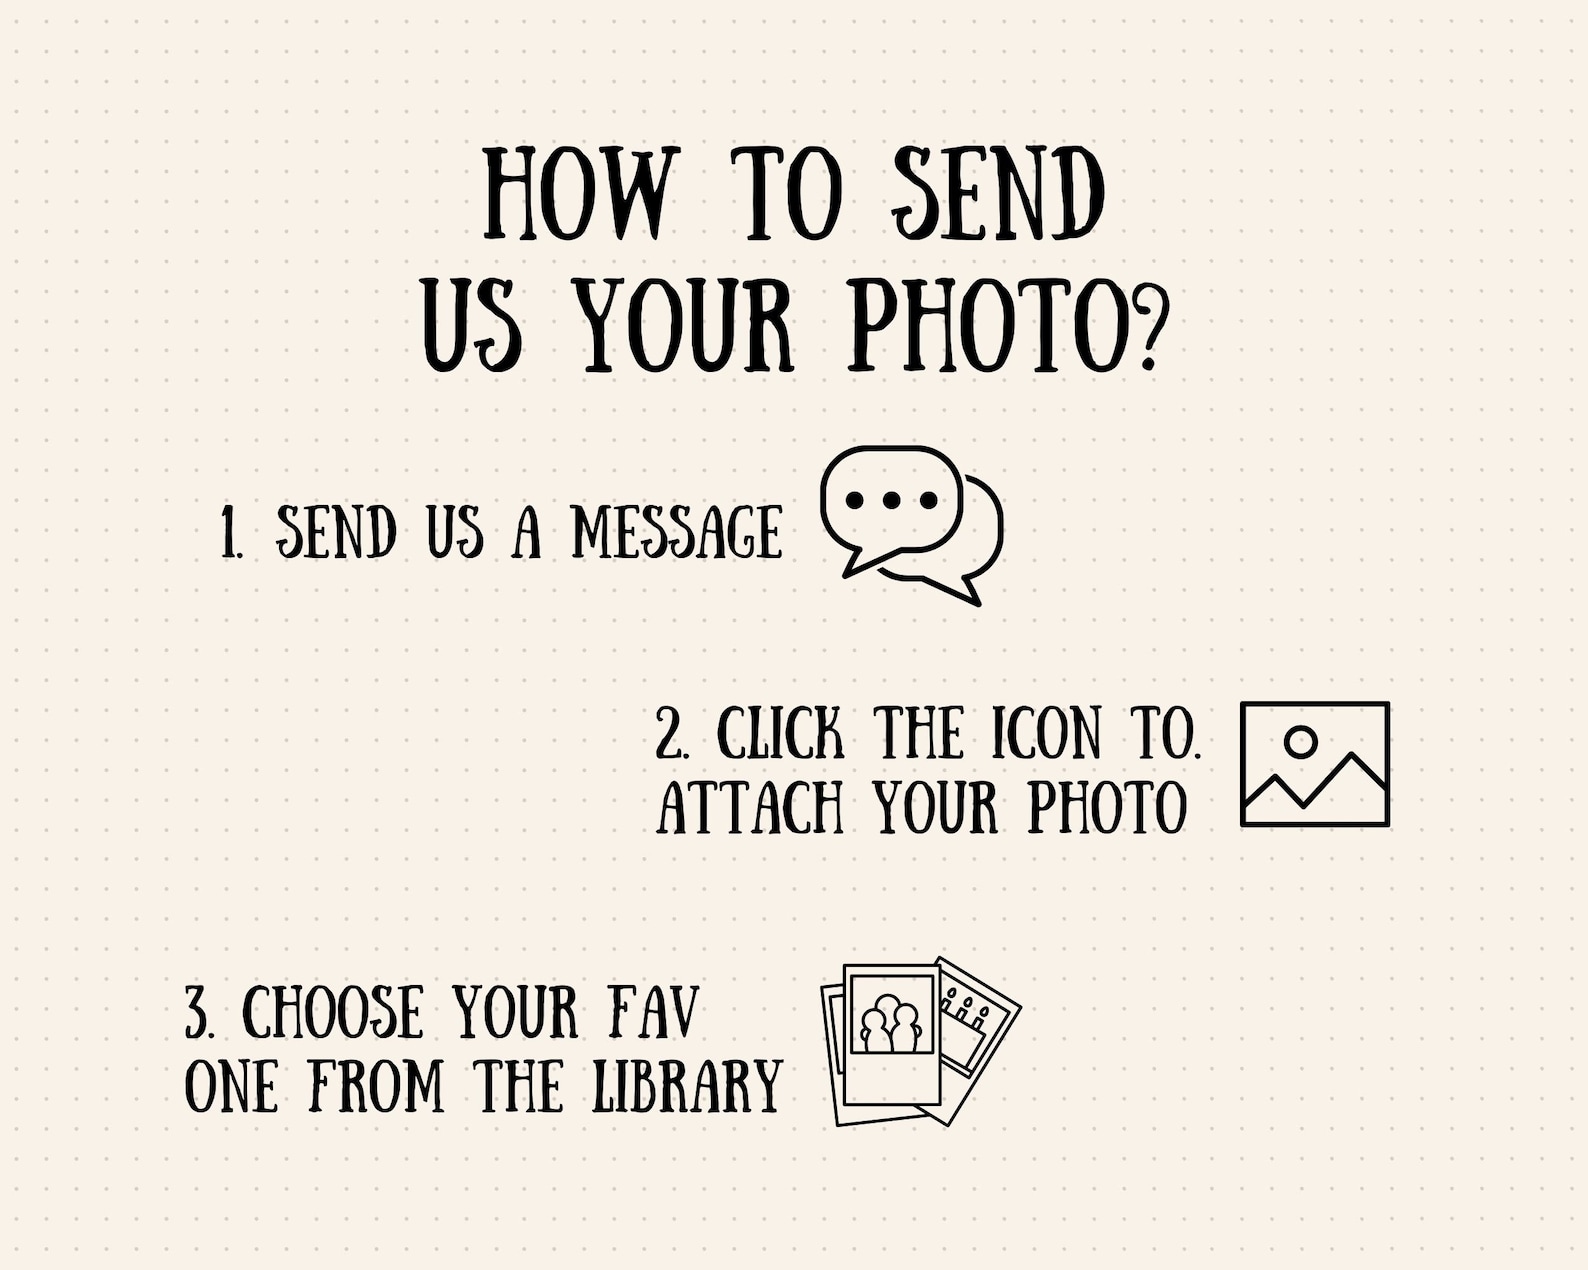 HOW TO SEND
US YOUR PHOTO?
1. SEND US A MESSAGE
2. CLICK THE ICON TO.
ATTACH YOUR PHOTO
3. CHOOSE YOUR FAV
ONE FROM THE LIBRARY